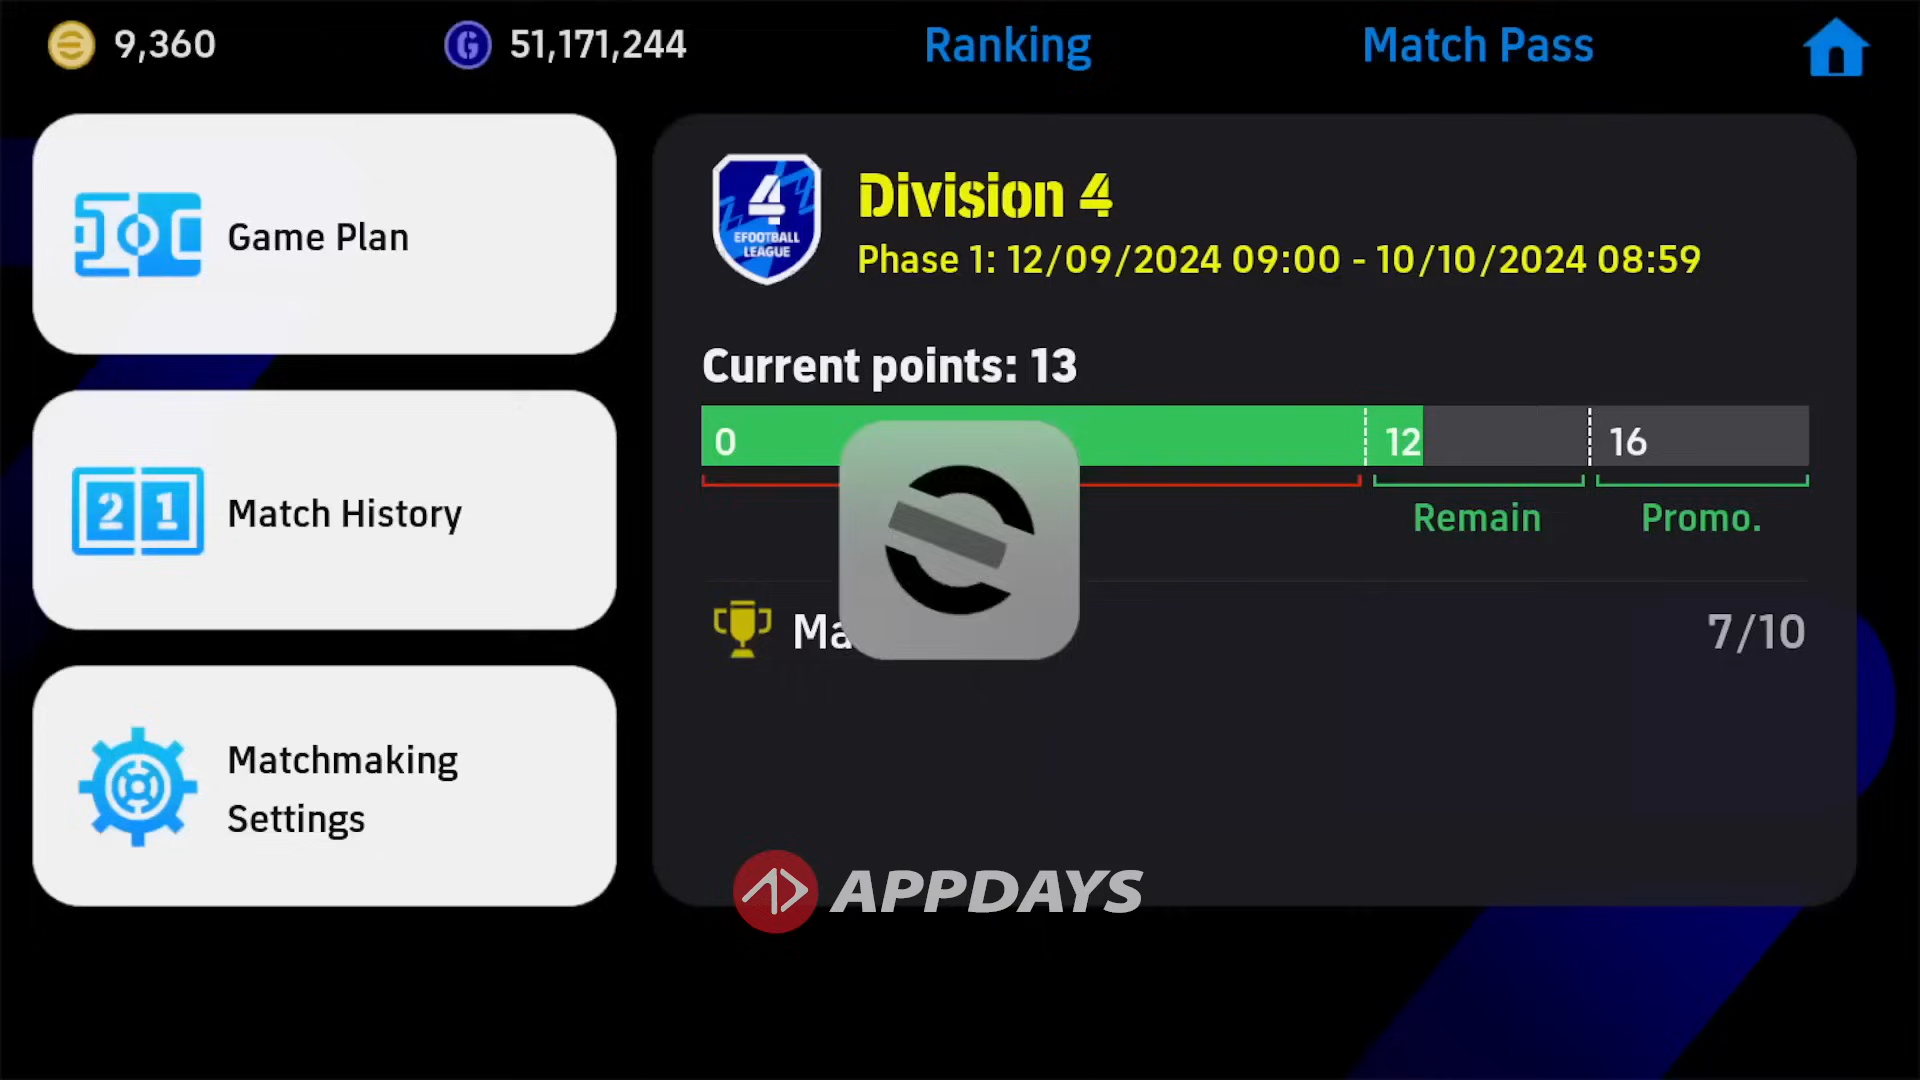 9,360
51,171,244
Ranking
Match Pass
Game Plan
21
Match History
Matchmaking
Settings
4
EFOOTBALL
LEAGUE
Division 4
Phase 1: 12/09/2024 09:00 - 10/10/2024 08:59
Current points: 13
0
12
16
Remain
Promo.
7/10
APPDAYS